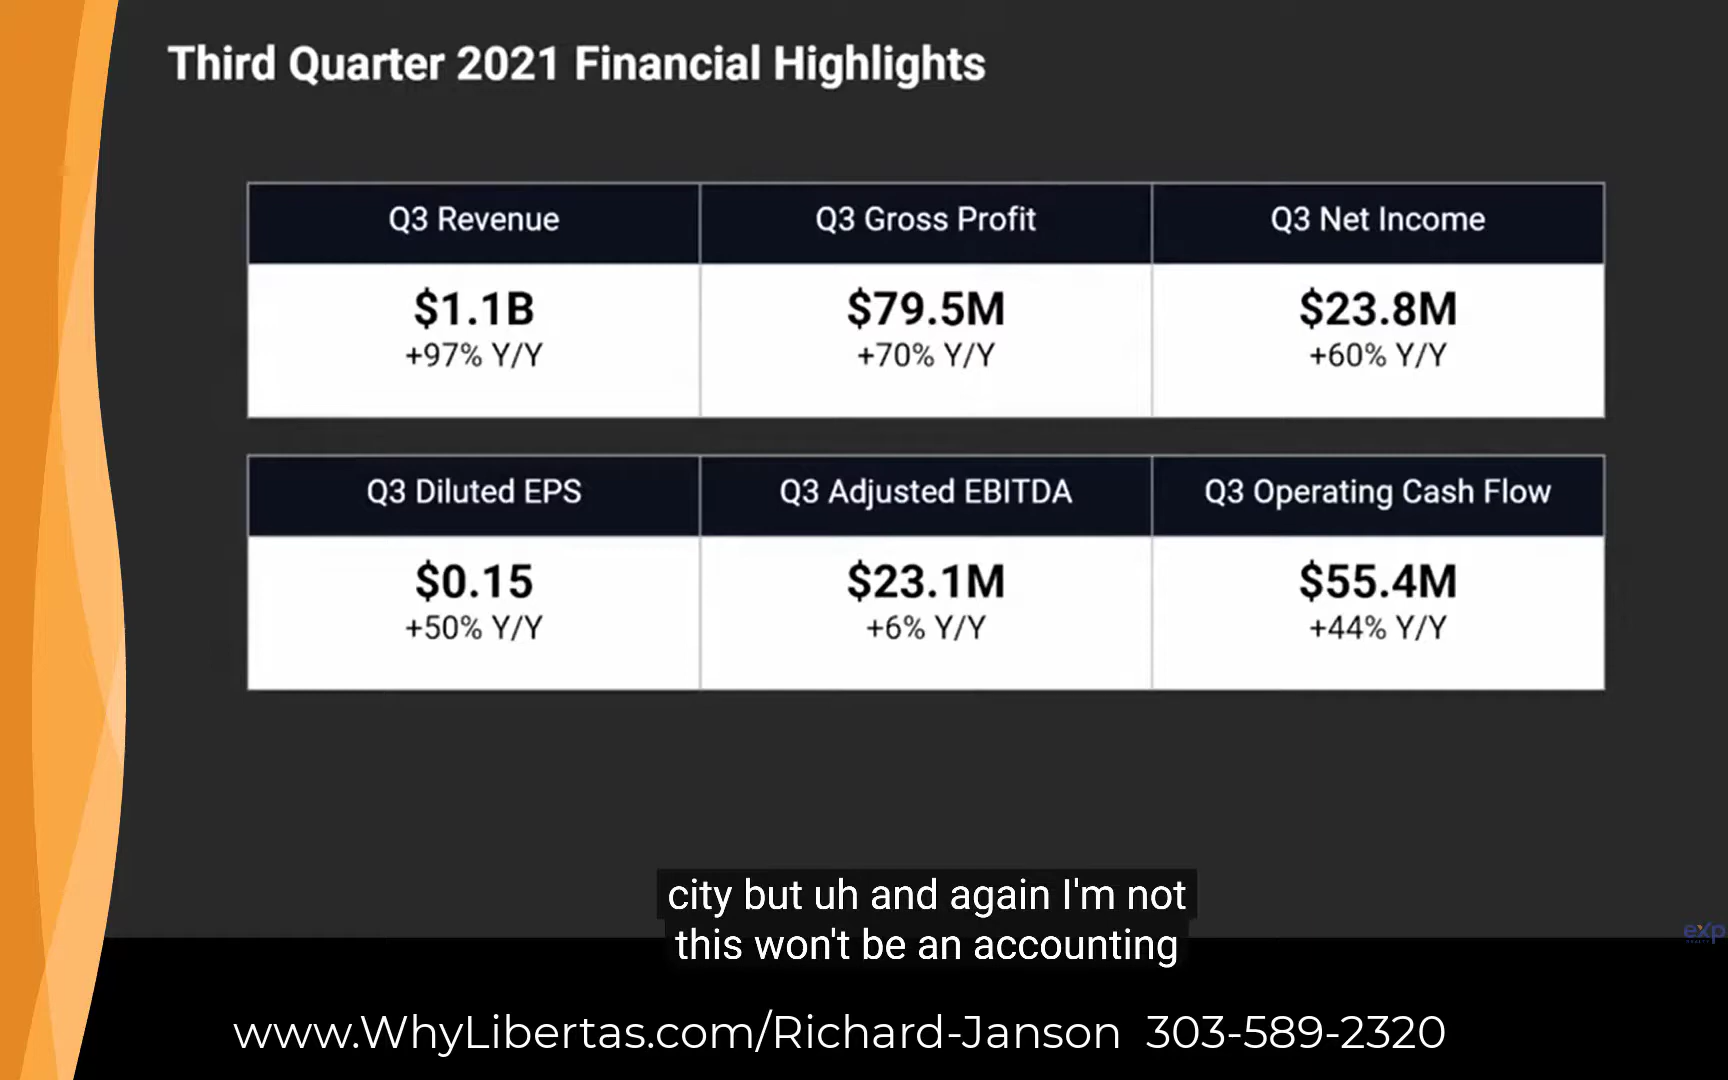 Third Quarter 2021 Financial Highlights
Q3 Revenue
$1.1B
+97% Y/Y
Q3 Gross Profit
$79.5M
+70% Y/Y
Q3 Net Income
$23.8M
+60% Y/Y
Q3 Diluted EPS
$0.15
+50% Y/Y
Q3 Adjusted EBITDA
$23.1M
+6% Y/Y
Q3 Operating Cash Flow
$55.4M
+44% Y/Y
city but uh and again I'm not
this won't be an accounting
exp
REALTY
www.WhyLibertas.com/Richard-Janson 303-589-2320